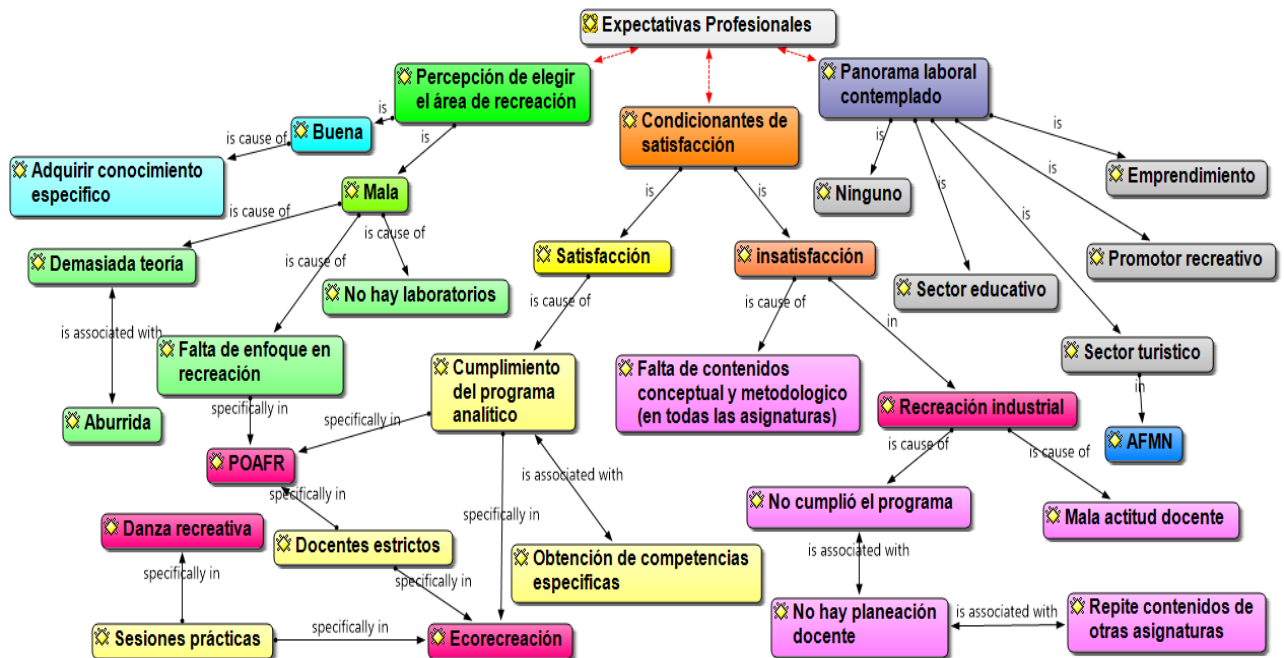 Expectativas Profesionales
Percepción de elegir
el área de recreación
Panorama laboral
contemplado
Condicionantes de
satisfacción
is
Buena
is cause of
is
Adquirir conocimiento
especifico
Mala
is cause of
is cause of
is cause of
Demasiada teoría
No hay laboratorios
is associated with
Falta de enfoque en
recreación
Aburrida
specifically in
POAFR
is
is
Satisfacción
insatisfacción
is cause of
is cause of
in
Cumplimiento
del programa
analítico
specifically in
Falta de contenidos
conceptual y metodologico
(en todas las asignaturas)
is
is
is
is
is
Ninguno
Emprendimiento
Promotor recreativo
Sector educativo
Sector turistico
in
AFMN
Recreación industrial
is cause of
is cause of
No cumplió el programa
Mala actitud docente
is associated with
No hay planeación
docente
is associated with
Repite contenidos de
otras asignaturas
is associated with
specifically in
Obtención de competencias
especificas
specifically in
Docentes estrictos
specifically in
Danza recreativa
specifically in
Sesiones prácticas
specifically in
Ecorecreación